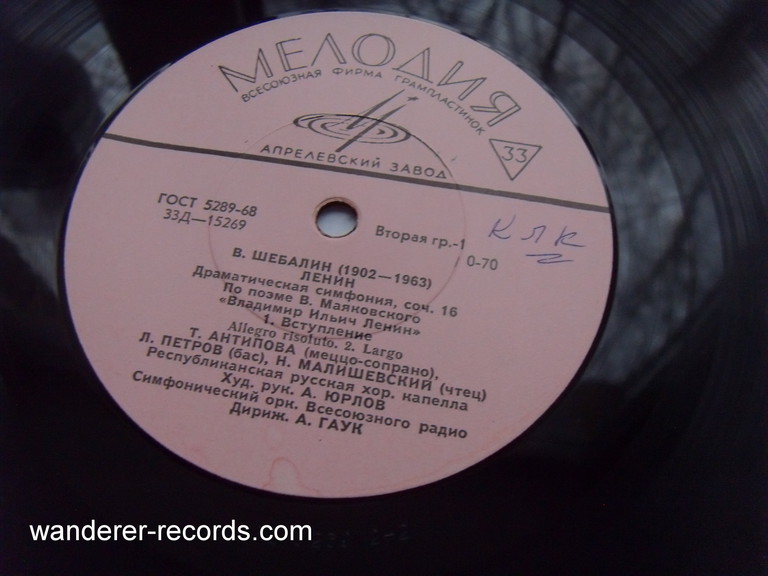 МЕЛОДИЯ
ВСЕСОЮЗНАЯ ФИРМА ГРАМПЛАСТИНОК
33
АПРЕЛЕВСКИЙ ЗАВОД
ГОСТ 5289-68
33Д—15269
Вторая гр.-1
0-70
КЛК
В. ШЕБАЛИН (1902—1963)
ЛЕНИН
Драматическая симфония, соч. 16
По поэме В. Маяковского
«Владимир Ильич Ленин»
1. Вступление
Allegro risoluto. 2. Largo
Т. АНТИПОВА (меццо-сопрано),
Л. ПЕТРОВ (бас), Н. МАЛИШЕВСКИЙ (чтец)
Республиканская русская хор. капелла
Худ. рук. А. ЮРЛОВ
Симфонический орк. Всесоюзного радио
Дириж. А. ГАУК
wanderer-records.com